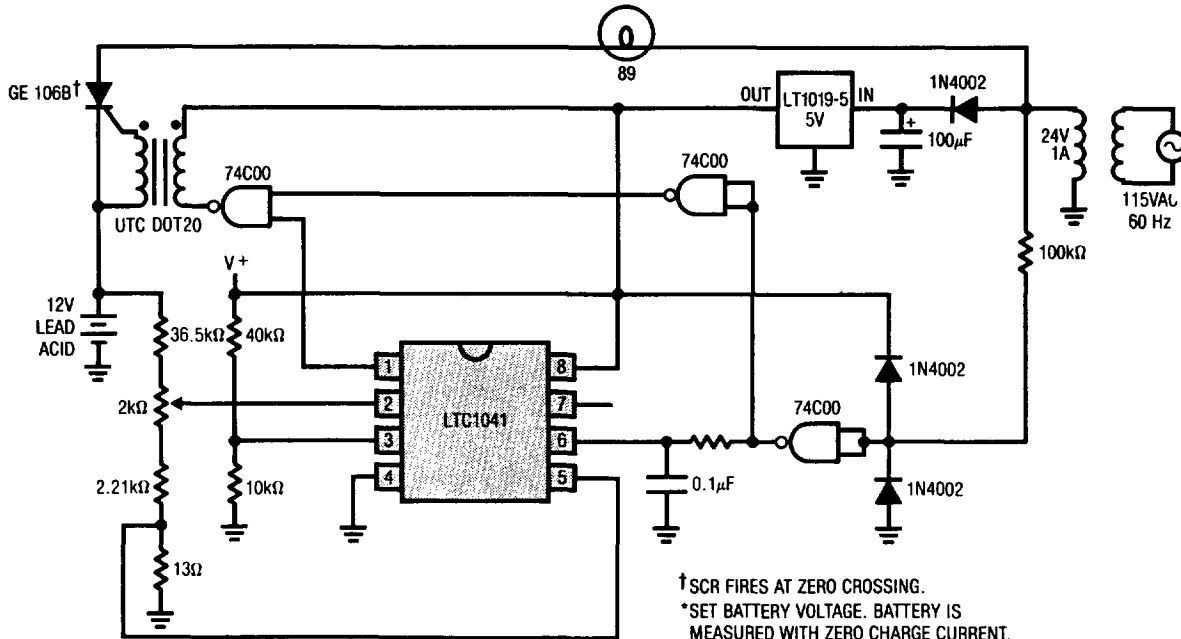 89
GE 106B†
OUT
LT1019-5
5V
IN
1N4002
+
100µF
24V
1A
115VAC
60 Hz
74C00
74C00
UTC DOT20
100kΩ
V+
12V
LEAD
ACID
36.5kΩ
40kΩ
2kΩ
1
8
2
7
LTC1041
3
6
4
5
1N4002
74C00
2.21kΩ
10kΩ
0.1µF
1N4002
13Ω
†SCR FIRES AT ZERO CROSSING.
*SET BATTERY VOLTAGE. BATTERY IS
MEASURED WITH ZERO CHARGE CURRENT.